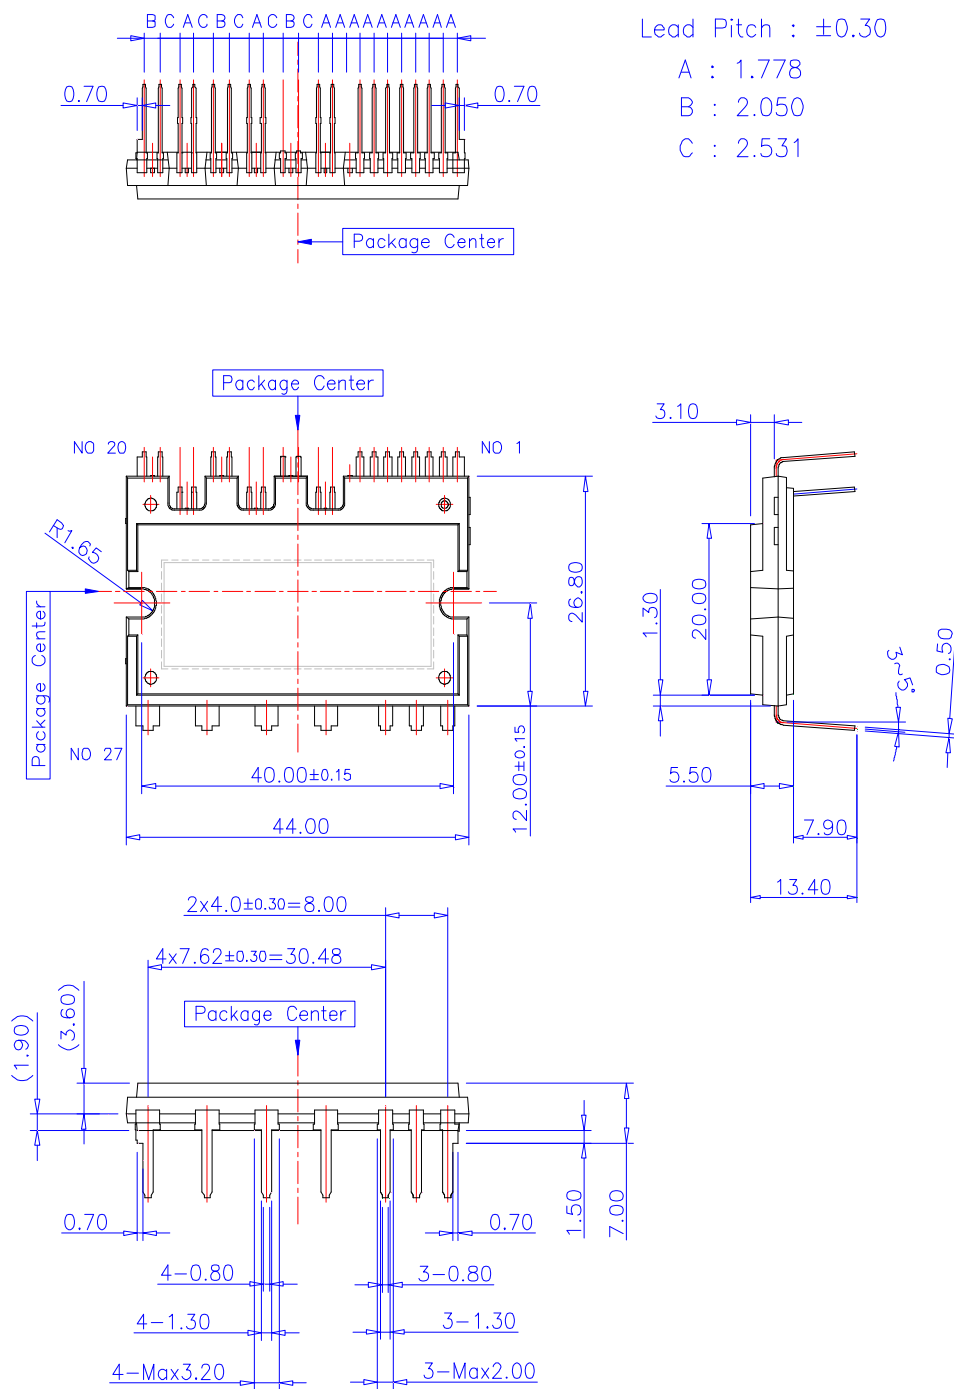 B C A C B C A C B C A A A A A A A A A A
Lead Pitch : ±0.30
A : 1.778
B : 2.050
C : 2.531
0.70
0.70
Package Center
Package Center
NO 20
NO 1
3.10
R1.65
Package Center
26.80
1.30
20.00
3~5°
0.50
NO 27
40.00±0.15
12.00±0.15
44.00
5.50
7.90
13.40
2x4.0±0.30=8.00
4x7.62±0.30=30.48
Package Center
(1.90)
(3.60)
0.70
0.70
1.50
7.00
4-0.80
3-0.80
4-1.30
3-1.30
4-Max3.20
3-Max2.00